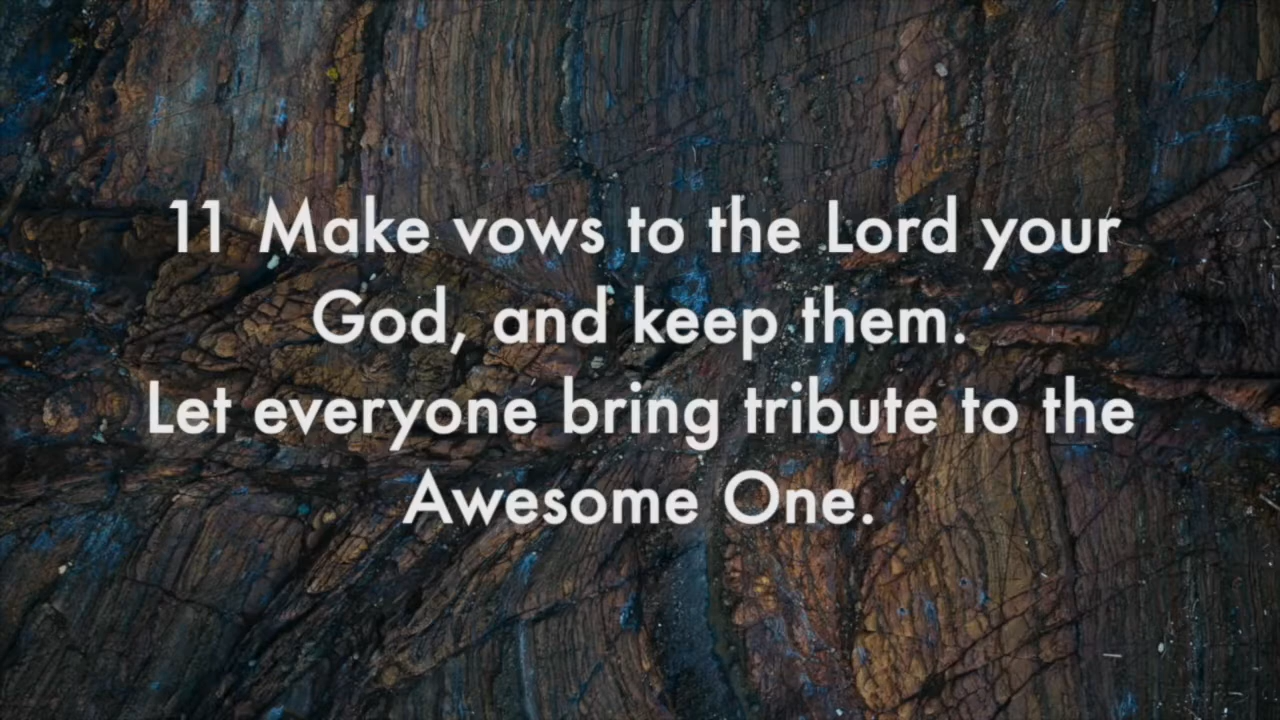 11 Make vows to the Lord your
God, and keep them.
Let everyone bring tribute to the
Awesome One.